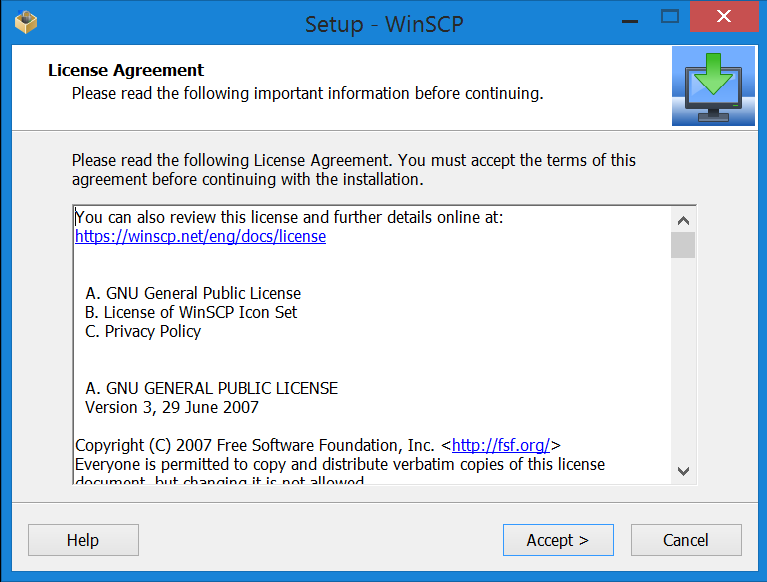 Setup - WinSCP
License Agreement
Please read the following important information before continuing.
Please read the following License Agreement. You must accept the terms of this
agreement before continuing with the installation.
You can also review this license and further details online at:
https://winscp.net/eng/docs/license
A. GNU General Public License
B. License of WinSCP Icon Set
C. Privacy Policy
A. GNU GENERAL PUBLIC LICENSE
Version 3, 29 June 2007
Copyright (C) 2007 Free Software Foundation, Inc. <http://fsf.org/>
Everyone is permitted to copy and distribute verbatim copies of this license
document, but changing it is not allowed.
Help
Accept >
Cancel